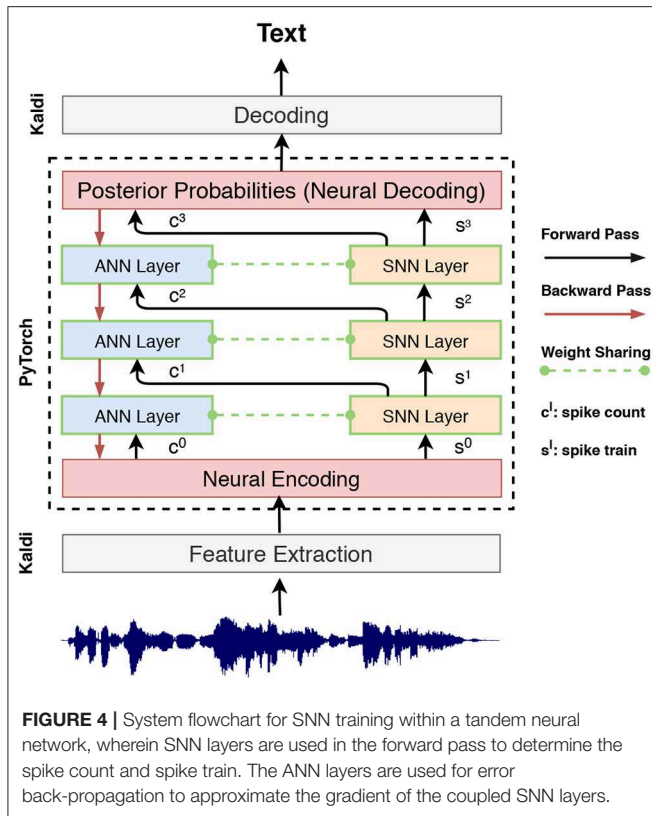 Text
Kaldi
Decoding
PyTorch
Posterior Probabilities (Neural Decoding)
c³
s³
ANN Layer
SNN Layer
c²
s²
ANN Layer
SNN Layer
c¹
s¹
ANN Layer
SNN Layer
c⁰
s⁰
Neural Encoding
Kaldi
Feature Extraction
Forward Pass
Backward Pass
Weight Sharing
cˡ: spike count
sˡ: spike train
FIGURE 4 | System flowchart for SNN training within a tandem neural
network, wherein SNN layers are used in the forward pass to determine the
spike count and spike train. The ANN layers are used for error
back-propagation to approximate the gradient of the coupled SNN layers.